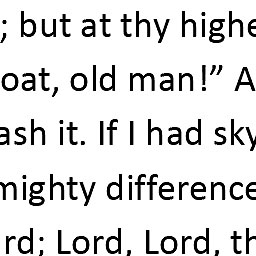 ; but at thy highe
oat, old man!” A
ash it. If I had sky
mighty difference
rd; Lord, Lord, th